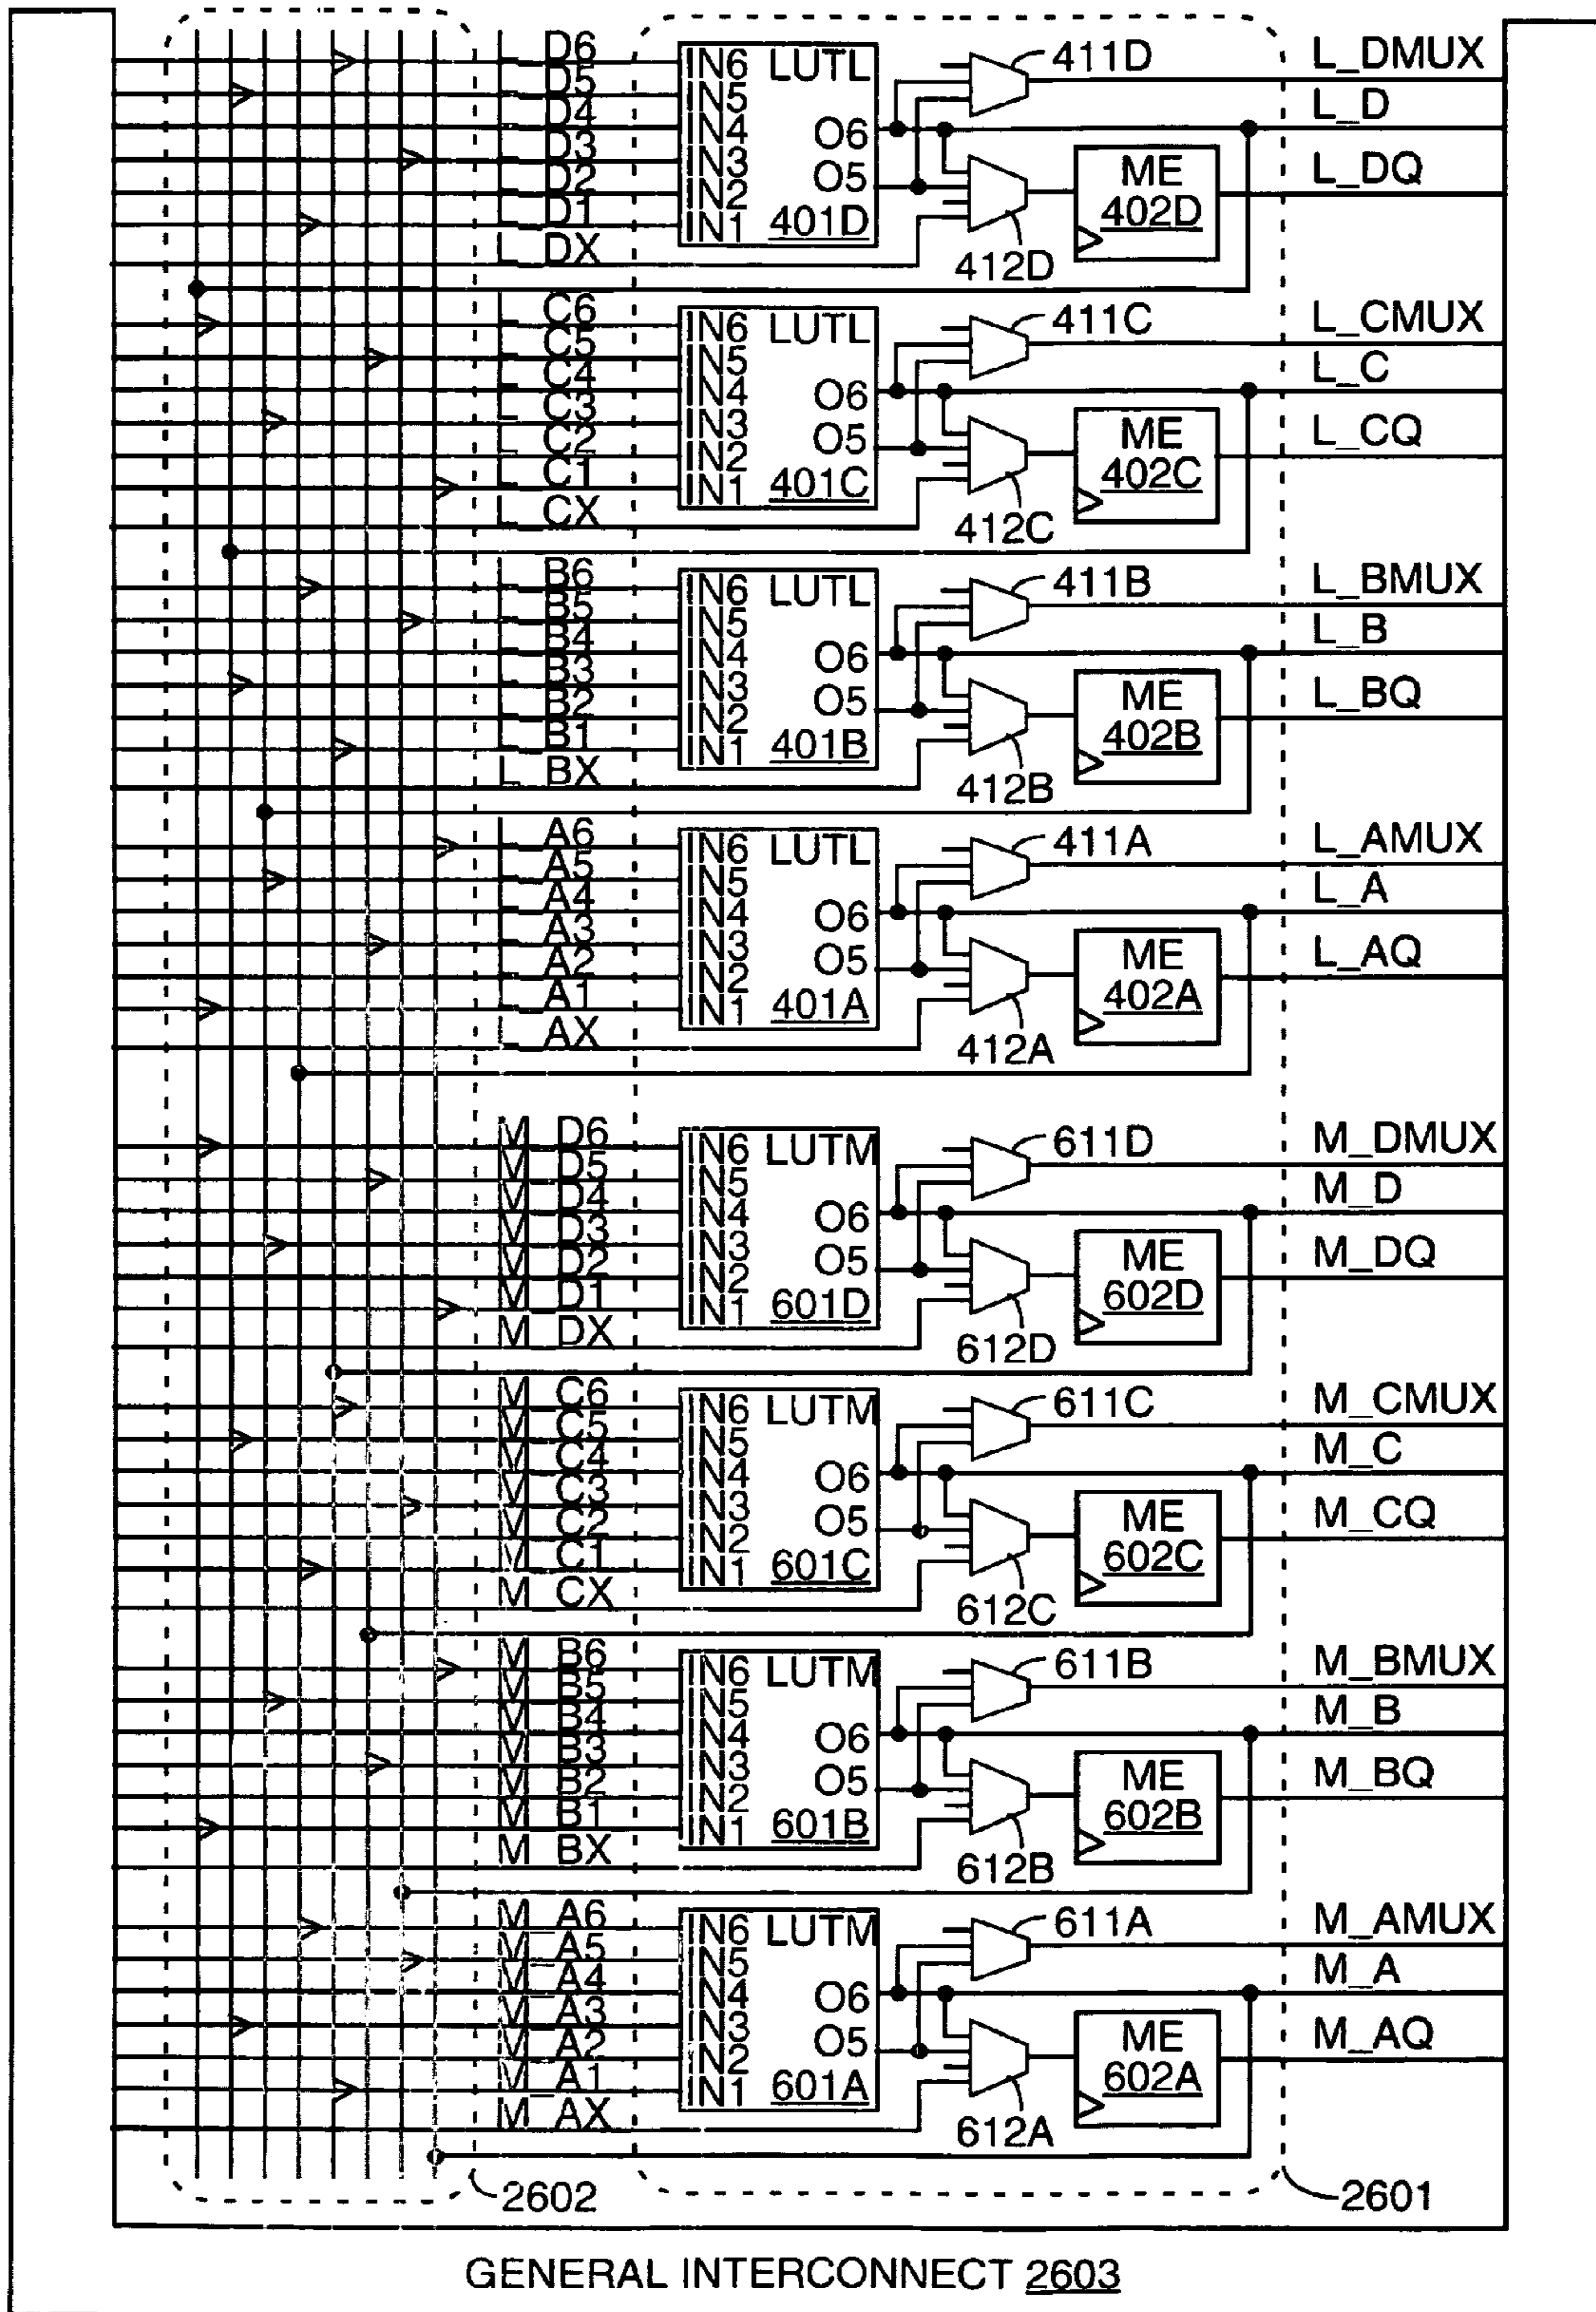 L_D6 IN6 LUTL 411D L_DMUX
L_D5 IN5
L_D4 IN4 O6 L_D
L_D3 IN3
L_D2 IN2 O5 ME L_DQ
L_D1 IN1 401D 402D
L_DX 412D
L_C6 IN6 LUTL 411C L_CMUX
L_C5 IN5
L_C4 IN4 O6 L_C
L_C3 IN3
L_C2 IN2 O5 ME L_CQ
L_C1 IN1 401C 402C
L_CX 412C
L_B6 IN6 LUTL 411B L_BMUX
L_B5 IN5
L_B4 IN4 O6 L_B
L_B3 IN3
L_B2 IN2 O5 ME L_BQ
L_B1 IN1 401B 402B
L_BX 412B
L_A6 IN6 LUTL 411A L_AMUX
L_A5 IN5
L_A4 IN4 O6 L_A
L_A3 IN3
L_A2 IN2 O5 ME L_AQ
L_A1 IN1 401A 402A
L_AX 412A
M_D6 IN6 LUTM 611D M_DMUX
M_D5 IN5
M_D4 IN4 O6 M_D
M_D3 IN3
M_D2 IN2 O5 ME M_DQ
M_D1 IN1 601D 602D
M_DX 612D
M_C6 IN6 LUTM 611C M_CMUX
M_C5 IN5
M_C4 IN4 O6 M_C
M_C3 IN3
M_C2 IN2 O5 ME M_CQ
M_C1 IN1 601C 602C
M_CX 612C
M_B6 IN6 LUTM 611B M_BMUX
M_B5 IN5
M_B4 IN4 O6 M_B
M_B3 IN3
M_B2 IN2 O5 ME M_BQ
M_B1 IN1 601B 602B
M_BX 612B
M_A6 IN6 LUTM 611A M_AMUX
M_A5 IN5
M_A4 IN4 O6 M_A
M_A3 IN3
M_A2 IN2 O5 ME M_AQ
M_A1 IN1 601A 602A
M_AX 612A
2602 2601
GENERAL INTERCONNECT 2603